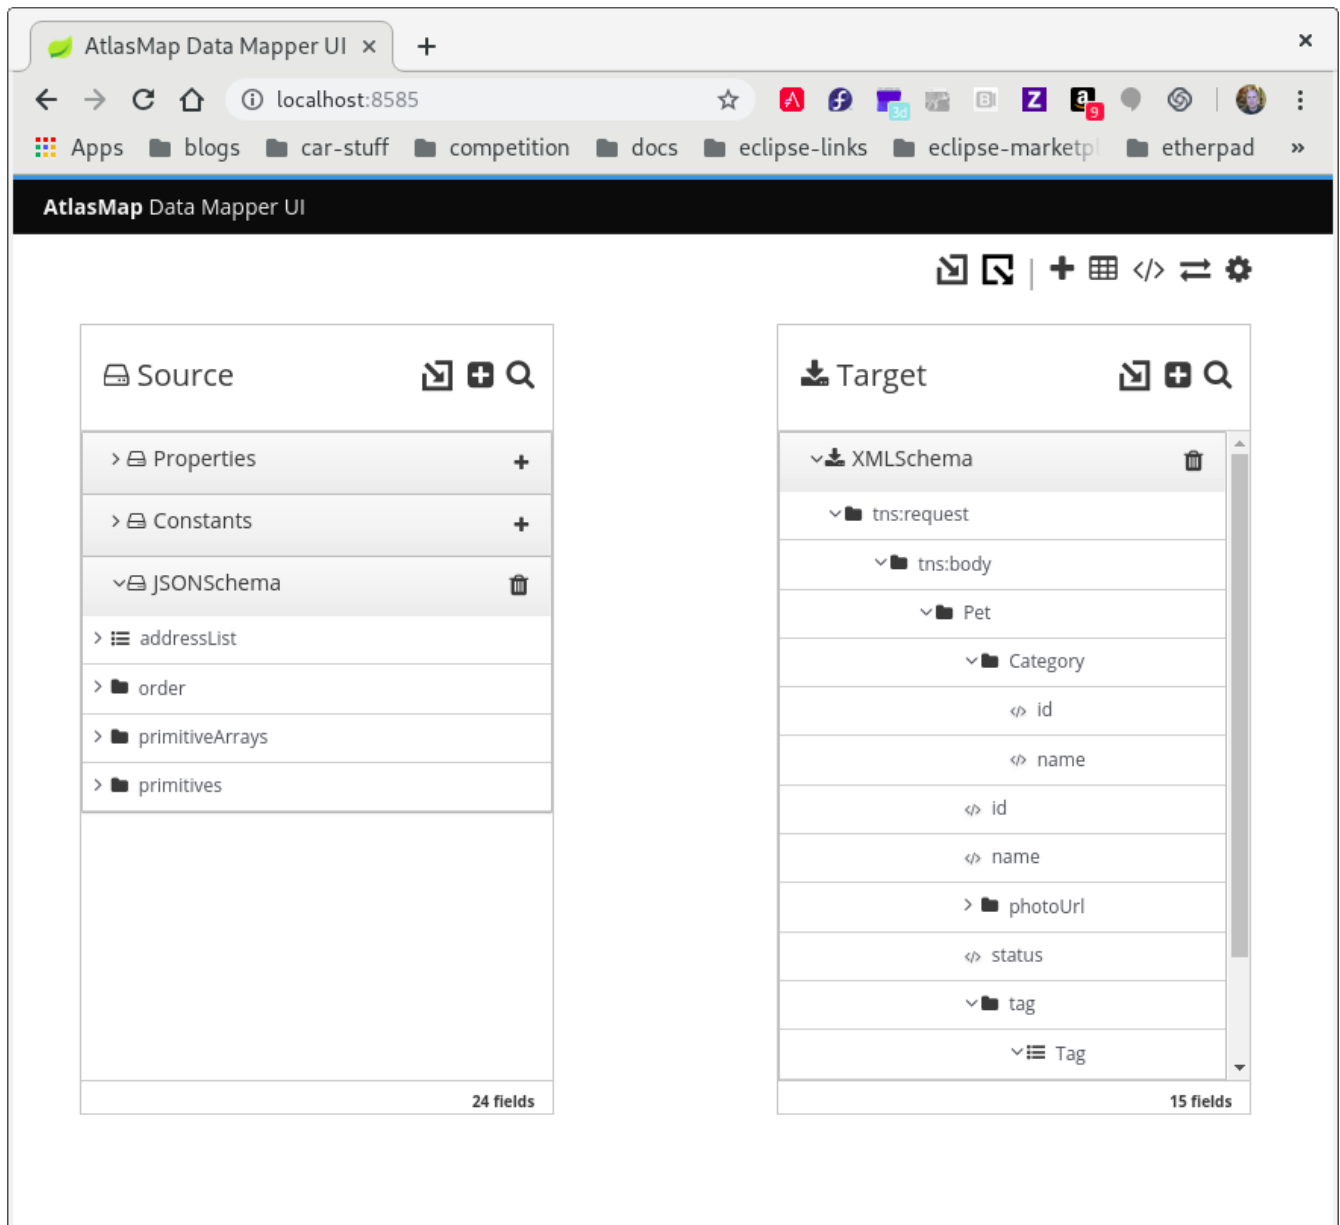 AtlasMap Data Mapper UI
localhost:8585
3d
B
Z
a
9
Apps blogs car-stuff competition docs eclipse-links eclipse-marketpl etherpad »
AtlasMap Data Mapper UI
Source
Target
Properties
Constants
JSONSchema
addressList
order
primitiveArrays
primitives
24 fields
XMLSchema
tns:request
tns:body
Pet
Category
id
name
id
name
photoUrl
status
tag
Tag
15 fields